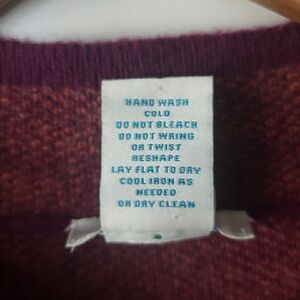 HAND WASH
COLD
DO NOT BLEACH
DO NOT WRING
OR TWIST
RESHAPE
LAY FLAT TO DRY
COOL IRON AS
NEEDED
OR DRY CLEAN